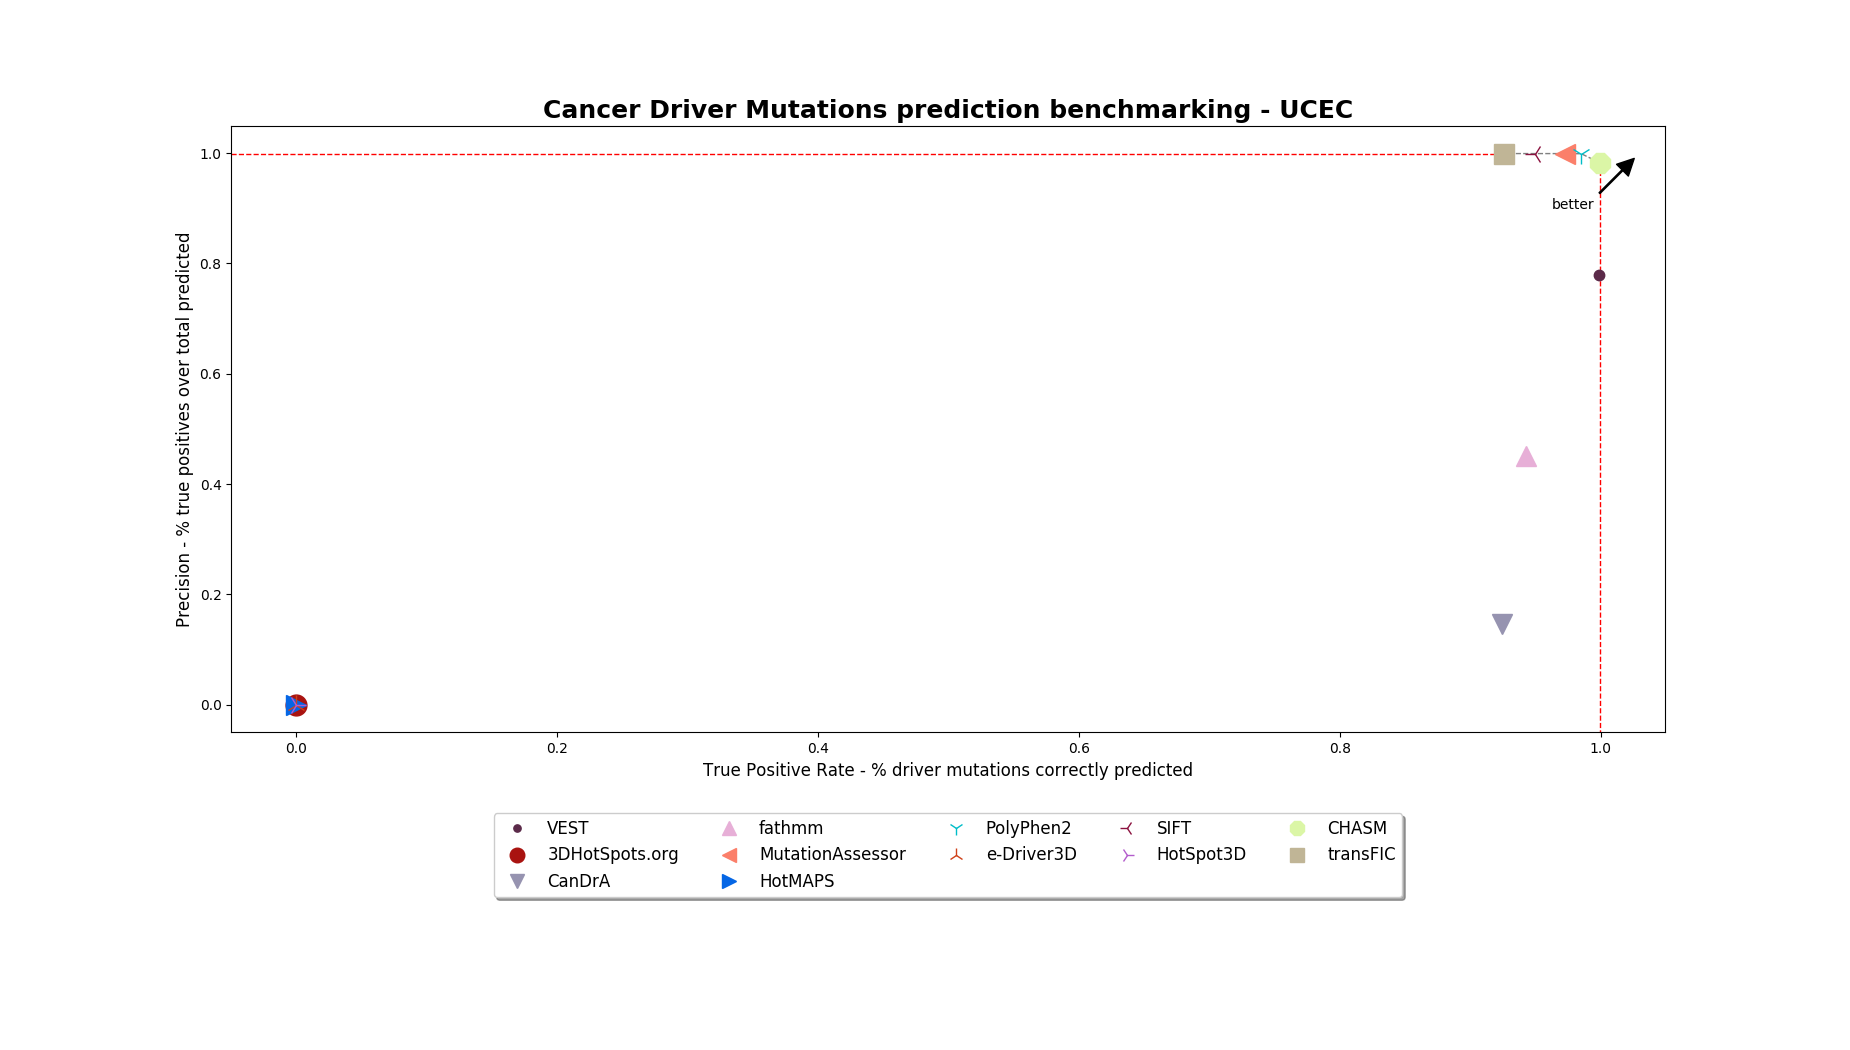 Cancer Driver Mutations prediction benchmarking - UCEC
Precision - % true positives over total predicted
1.0
0.8
0.6
0.4
0.2
0.0
better
0.0 0.2 0.4 0.6 0.8 1.0
True Positive Rate - % driver mutations correctly predicted
VEST fathmm PolyPhen2 SIFT CHASM
3DHotSpots.org MutationAssessor e-Driver3D HotSpot3D transFIC
CanDrA HotMAPS